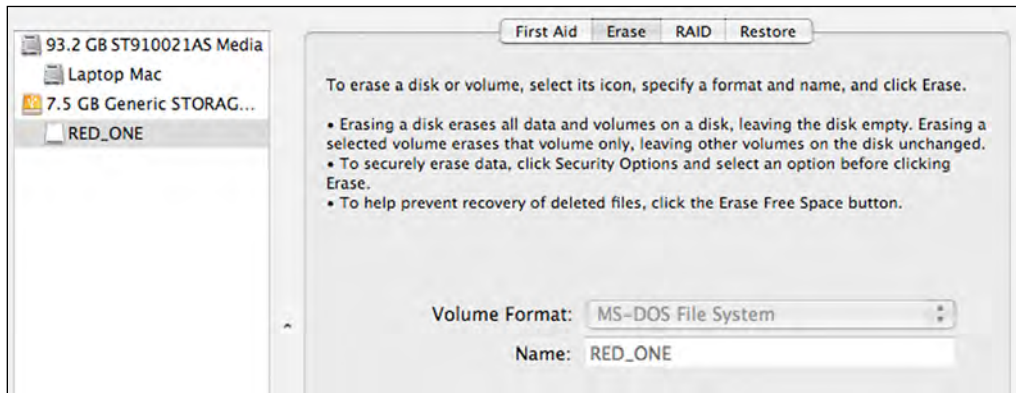 93.2 GB ST910021AS Media
Laptop Mac
7.5 GB Generic STORAG...
RED_ONE
First Aid Erase RAID Restore
To erase a disk or volume, select its icon, specify a format and name, and click Erase.
• Erasing a disk erases all data and volumes on a disk, leaving the disk empty. Erasing a
selected volume erases that volume only, leaving other volumes on the disk unchanged.
• To securely erase data, click Security Options and select an option before clicking
Erase.
• To help prevent recovery of deleted files, click the Erase Free Space button.
Volume Format: MS-DOS File System
Name: RED_ONE